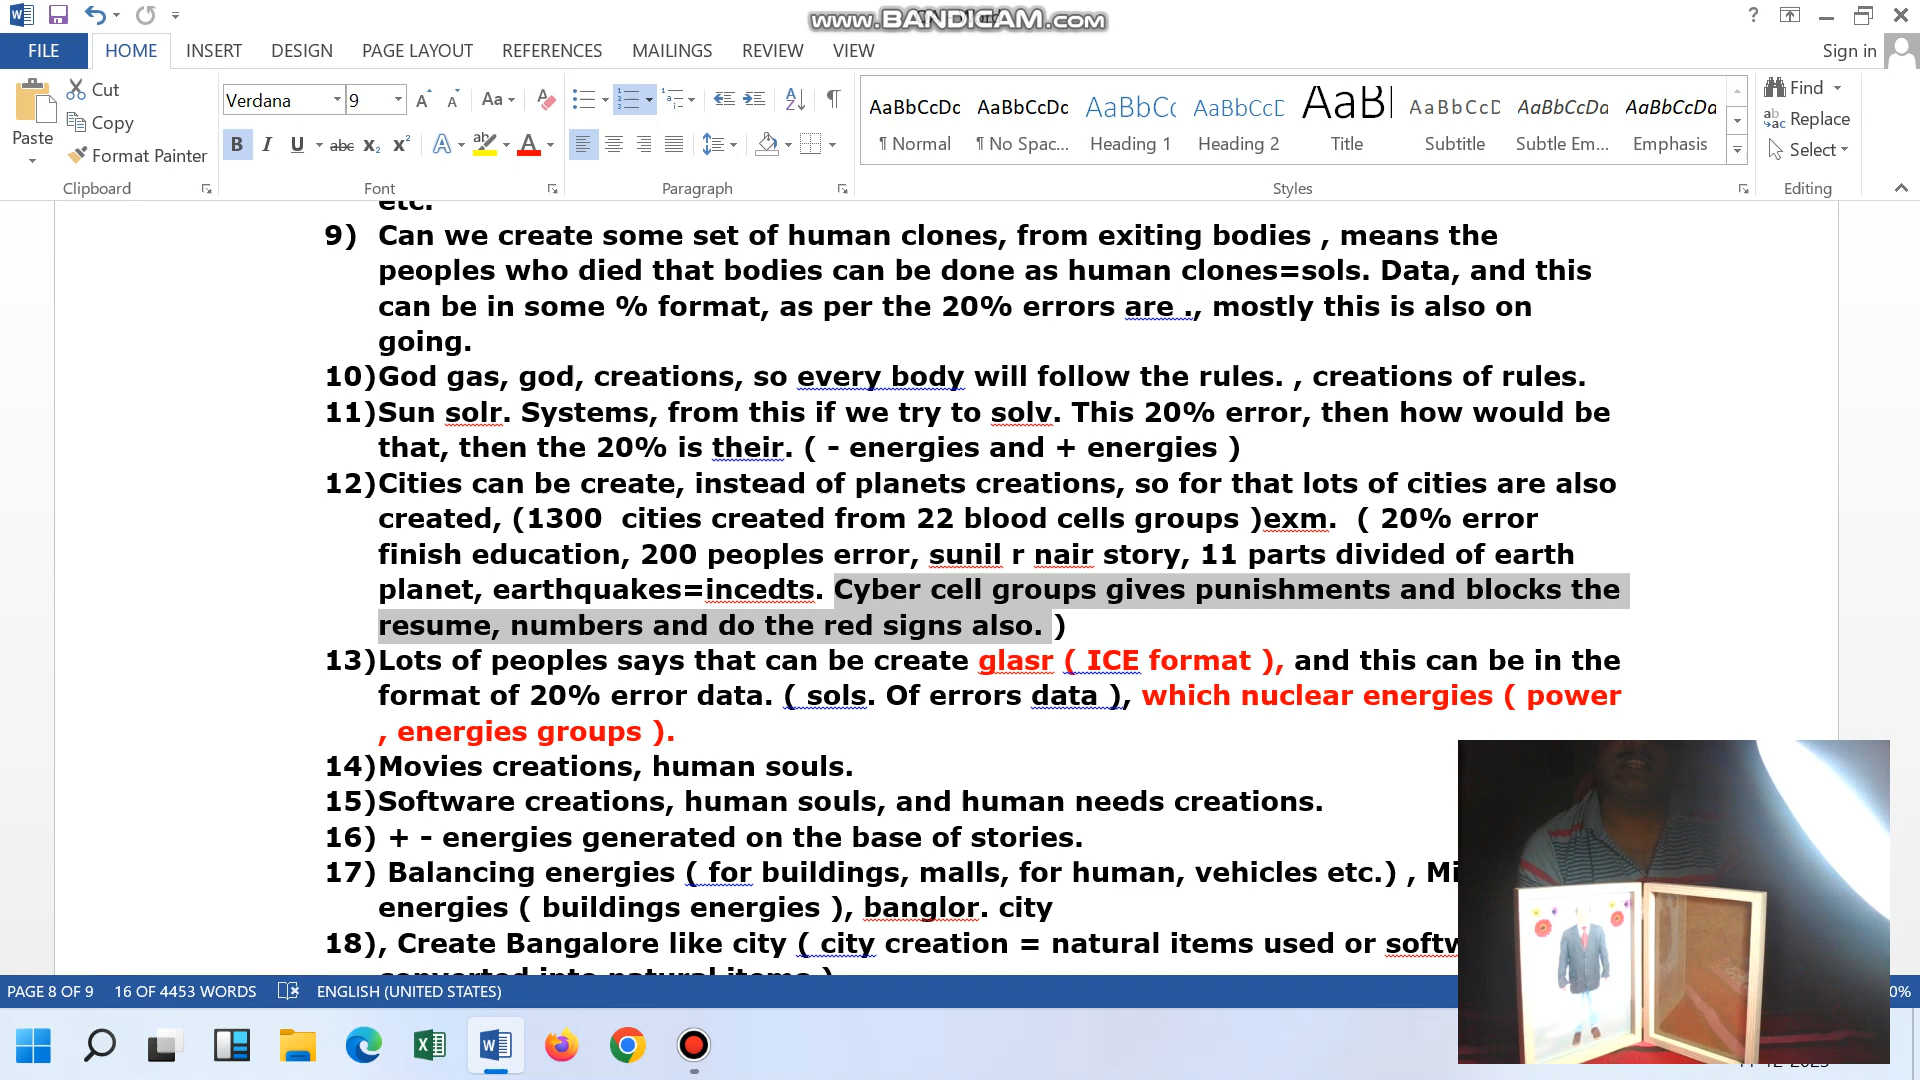 www.BANDICAM.com
FILE HOME INSERT DESIGN PAGE LAYOUT REFERENCES MAILINGS REVIEW VIEW Sign in
Cut
Copy
Format Painter
Paste
Verdana 9
Clipboard Font Paragraph Styles Editing
AaBbCcDc AaBbCcDc AaBbCc AaBbCcD AaBl AaBbCcD AaBbCcDa AaBbCcDa
¶ Normal ¶ No Spac... Heading 1 Heading 2 Title Subtitle Subtle Em... Emphasis
Find
Replace
Select
etc.
9) Can we create some set of human clones, from exiting bodies , means the
peoples who died that bodies can be done as human clones=sols. Data, and this
can be in some % format, as per the 20% errors are ., mostly this is also on
going.
10)God gas, god, creations, so every body will follow the rules. , creations of rules.
11)Sun solr. Systems, from this if we try to solv. This 20% error, then how would be
that, then the 20% is their. ( - energies and + energies )
12)Cities can be create, instead of planets creations, so for that lots of cities are also
created, (1300  cities created from 22 blood cells groups )exm.  ( 20% error
finish education, 200 peoples error, sunil r nair story, 11 parts divided of earth
planet, earthquakes=incedts. Cyber cell groups gives punishments and blocks the
resume, numbers and do the red signs also. )
13)Lots of peoples says that can be create glasr ( ICE format ), and this can be in the
format of 20% error data. ( sols. Of errors data ), which nuclear energies ( power
, energies groups ).
14)Movies creations, human souls.
15)Software creations, human souls, and human needs creations.
16) + - energies generated on the base of stories.
17) Balancing energies ( for buildings, malls, for human, vehicles etc.) ,
energies ( buildings energies ), banglor. city
18), Create Bangalore like city ( city creation = natural items used or
converted into natural items )
PAGE 8 OF 9 16 OF 4453 WORDS ENGLISH (UNITED STATES)